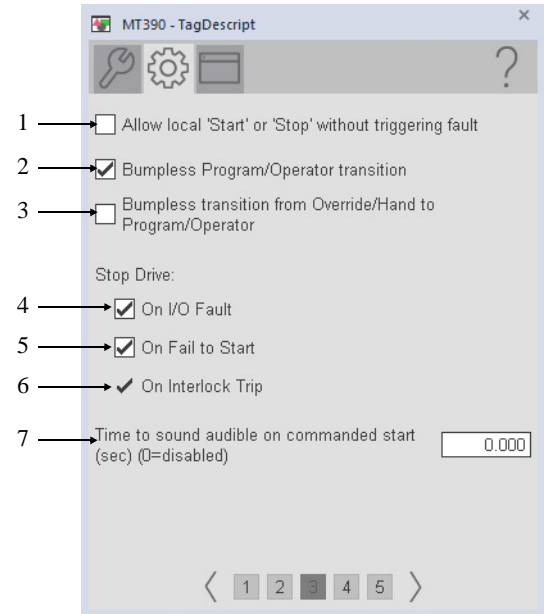 MT390 - TagDescript
×
?
1
Allow local 'Start' or 'Stop' without triggering fault
2
Bumpless Program/Operator transition
3
Bumpless transition from Override/Hand to
Program/Operator
Stop Drive:
4
On I/O Fault
5
On Fail to Start
6
On Interlock Trip
7
Time to sound audible on commanded start
(sec) (0=disabled)
0.000
1 2 3 4 5